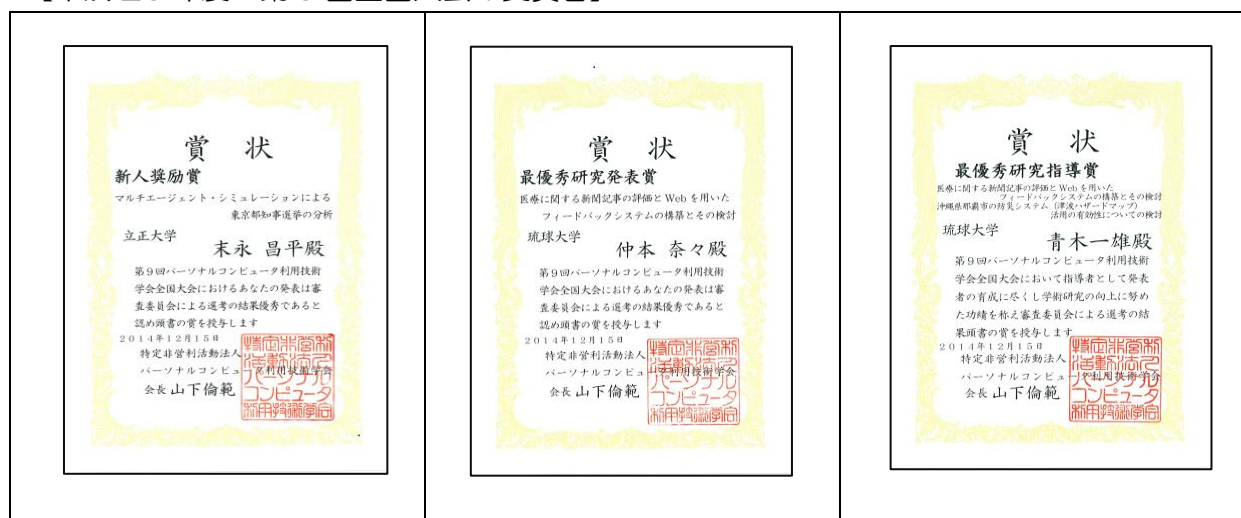 賞 状
新人奨励賞
マルチエージェント・シミュレーションによる
東京都知事選挙の分析
立正大学
末永 昌平殿
第9回パーソナルコンピュータ利用技術
学会全国大会におけるあなたの発表は審
査委員会による選考の結果優秀であると
認め頭書の賞を授与します
2014年12月15日
特定非営利活動法人
パーソナルコンピュータ利用技術学会
会長 山下倫範
賞 状
最優秀研究発表賞
医療に関する新聞記事の評価とWebを用いた
フィードバックシステムの構築とその検討
琉球大学
仲本 奈々殿
第9回パーソナルコンピュータ利用技術
学会全国大会におけるあなたの発表は審
査委員会による選考の結果優秀であると
認め頭書の賞を授与します
2014年12月15日
特定非営利活動法人
パーソナルコンピュータ利用技術学会
会長 山下倫範
賞 状
最優秀研究指導賞
医療に関する新聞記事の評価とWebを用いた
フィードバックシステムの構築とその検討
沖縄県那覇市の防災システム(津波ハザードマップ)
活用の有効性についての検討
琉球大学
青木一雄殿
第9回パーソナルコンピュータ利用技術
学会全国大会において指導者として発表
者の育成に尽くし学術研究の向上に努め
た功績を称え審査委員会による選考の結
果頭書の賞を授与します
2014年12月15日
特定非営利活動法人
パーソナルコンピュータ利用技術学会
会長 山下倫範